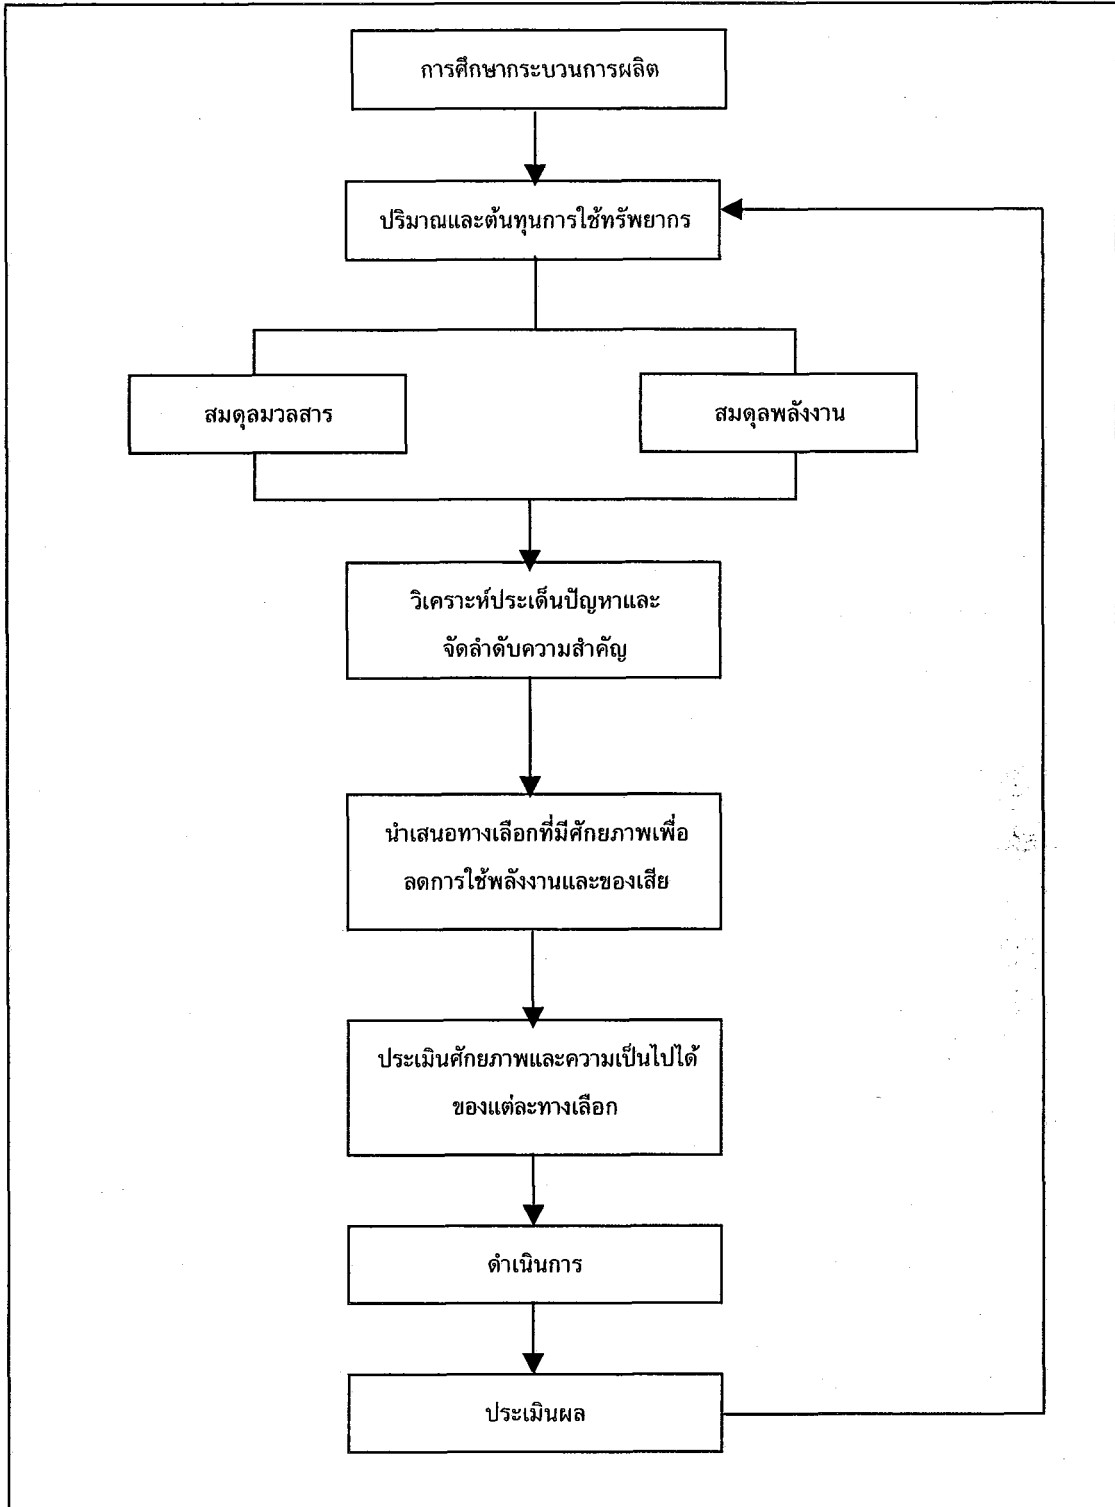 การศึกษากระบวนการผลิต
ปริมาณและต้นทุนการใช้ทรัพยากร
สมดุลมวลสาร
สมดุลพลังงาน
วิเคราะห์ประเด็นปัญหาและ
จัดลำดับความสำคัญ
นำเสนอทางเลือกที่มีศักยภาพเพื่อ
ลดการใช้พลังงานและของเสีย
ประเมินศักยภาพและความเป็นไปได้
ของแต่ละทางเลือก
ดำเนินการ
ประเมินผล